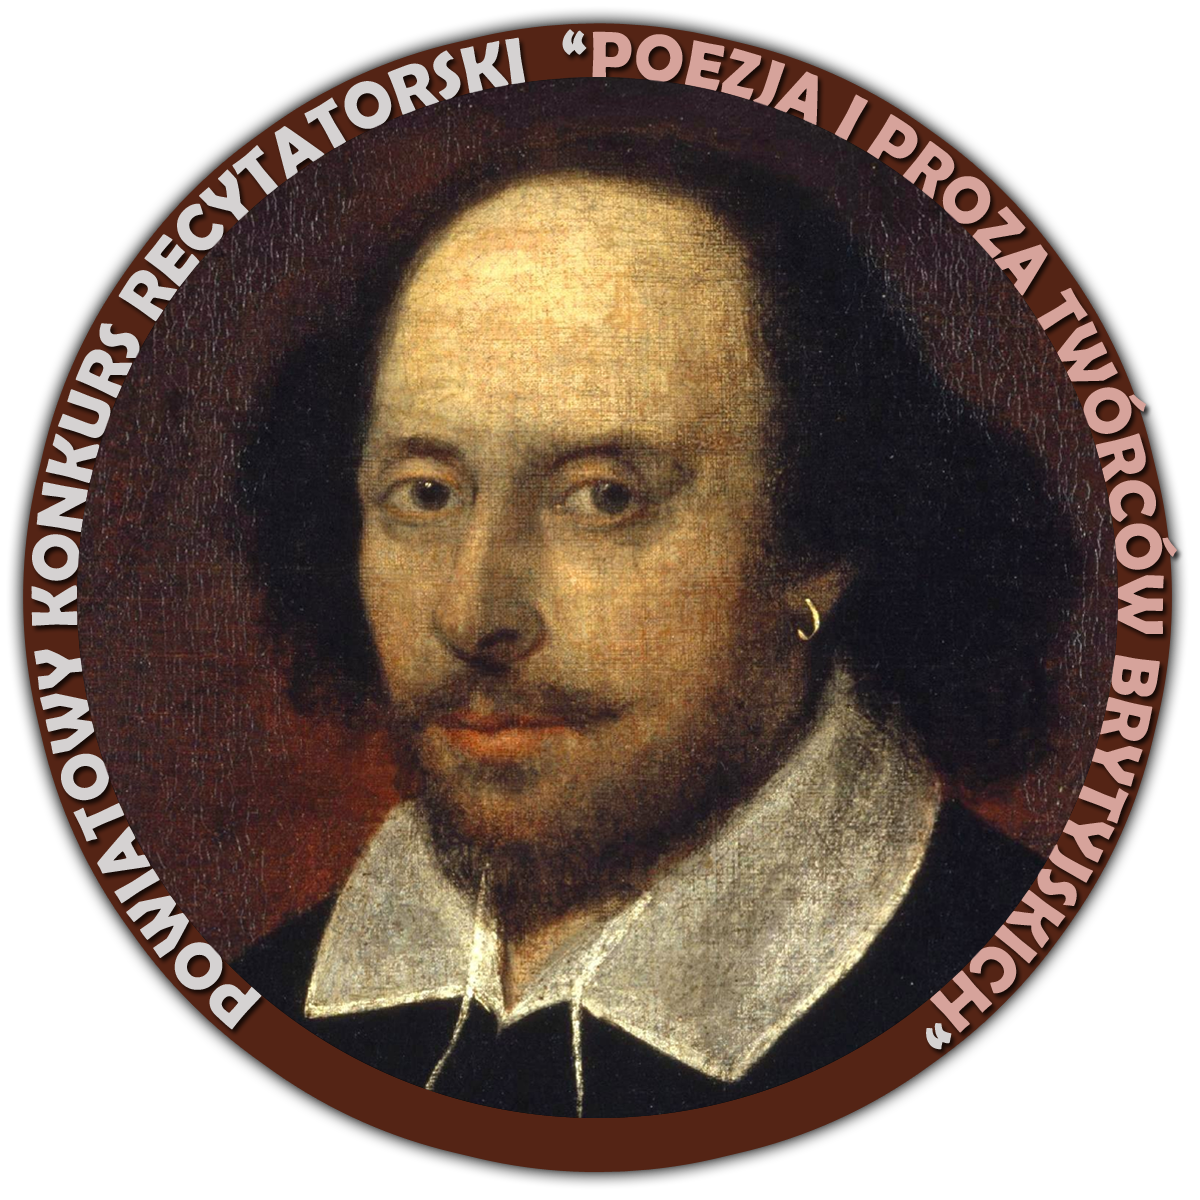 POWIATOWY KONKURS RECYTATORSKI “POEZJA I PROZA TWÓRCÓW BRYTYJSKICH“